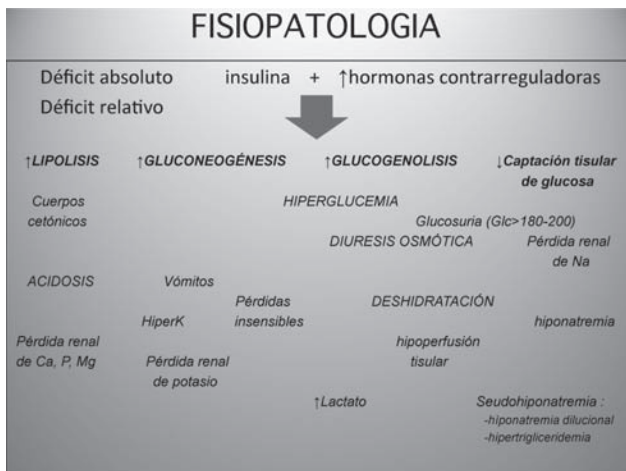 FISIOPATOLOGIA
Déficit absoluto insulina + ↑hormonas contrarreguladoras
Déficit relativo
↑LIPOLISIS ↑GLUCONEOGÉNESIS ↑GLUCOGENOLISIS ↓Captación tisular
de glucosa
Cuerpos HIPERGLUCEMIA
cetónicos
Glucosuria (Glc>180-200)
DIURESIS OSMÓTICA Pérdida renal
de Na
ACIDOSIS Vómitos
Pérdidas DESHIDRATACIÓN
HiperK insensibles hiponatremia
Pérdida renal hipoperfusión
de Ca, P, Mg Pérdida renal tisular
de potasio
↑Lactato Seudohiponatremia :
-hiponatremia dilucional
-hipertrigliceridemia